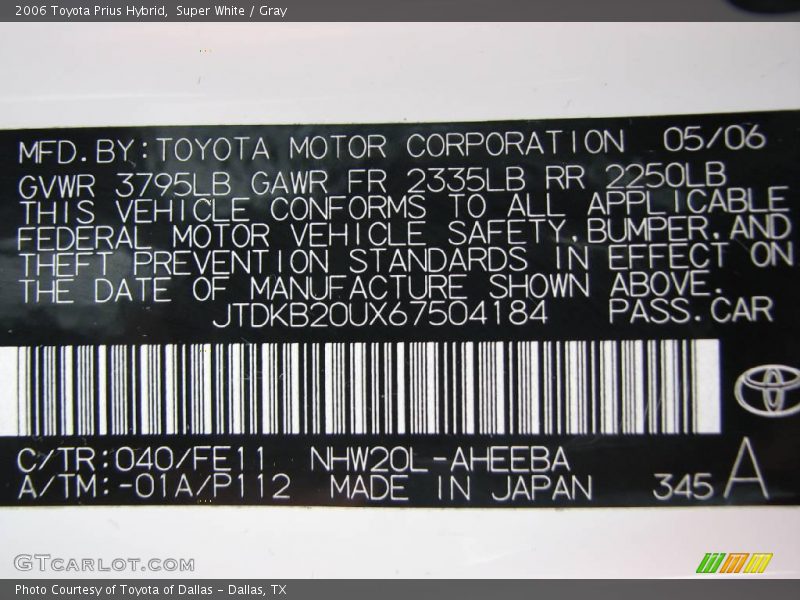 2006 Toyota Prius Hybrid, Super White / Gray
MFD.BY:TOYOTA MOTOR CORPORATION 05/06
GVWR 3795LB GAWR FR 2335LB RR 2250LB
THIS VEHICLE CONFORMS TO ALL APPLICABLE
FEDERAL MOTOR VEHICLE SAFETY.BUMPER.AND
THEFT PREVENTION STANDARDS IN EFFECT ON
THE DATE OF MANUFACTURE SHOWN ABOVE.
JTDKB20UX67504184 PASS.CAR
C/TR:040/FE11 NHW20L-AHEEBA
A/TM:-01A/P112 MADE IN JAPAN 345 A
GTCARLOT.COM
Photo Courtesy of Toyota of Dallas - Dallas, TX